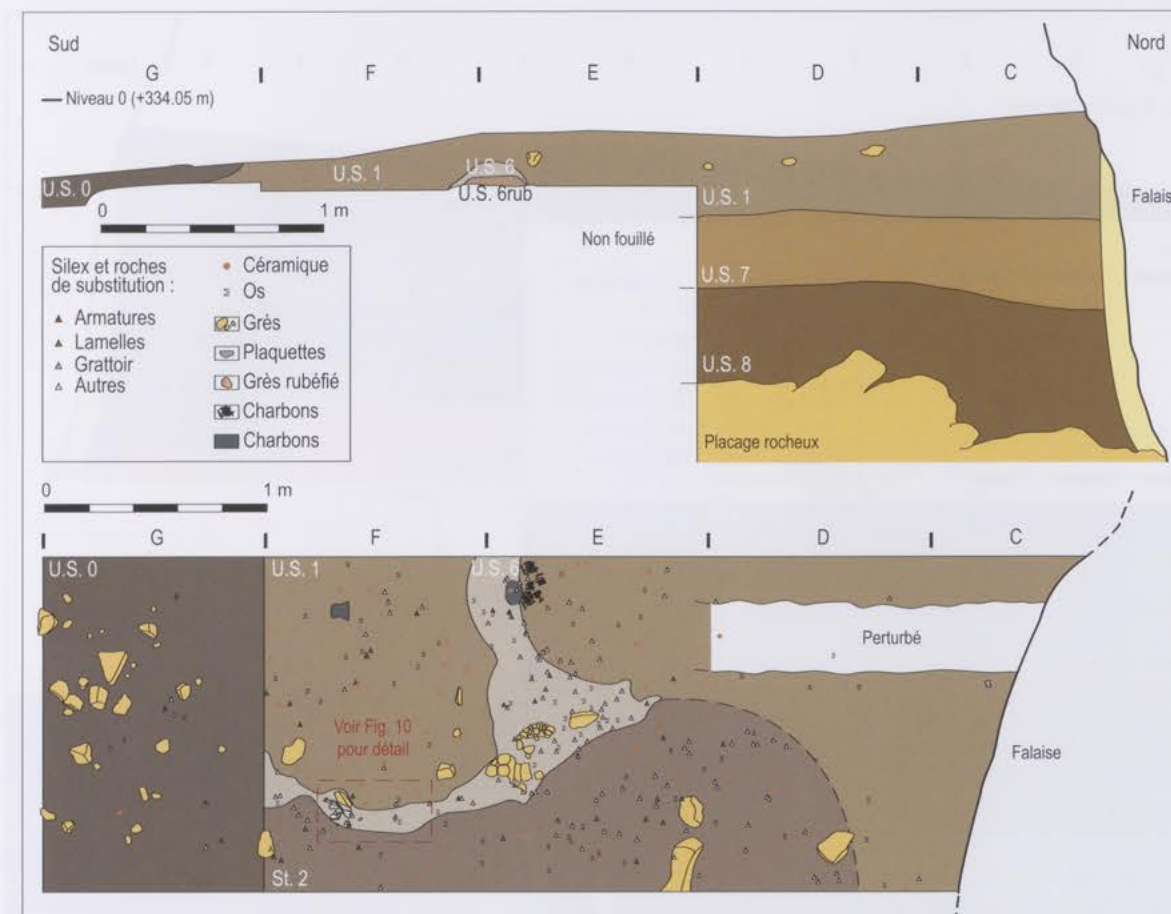 Sud
Nord
G F E D C
Niveau 0 (+334.05 m)
U.S. 0
U.S. 1
U.S. 6
U.S. 6rub
U.S. 1
Falais
0 1 m
Non fouillé
U.S. 7
U.S. 8
Placage rocheux
Silex et roches
de substitution :
Armatures
Lamelles
Grattoir
Autres
Céramique
Os
Grès
Plaquettes
Grès rubéfié
Charbons
Charbons
0 1 m
G F E D C
U.S. 0
U.S. 1
U.S. 6
Perturbé
Voir Fig. 10
pour détail
Falaise
St. 2